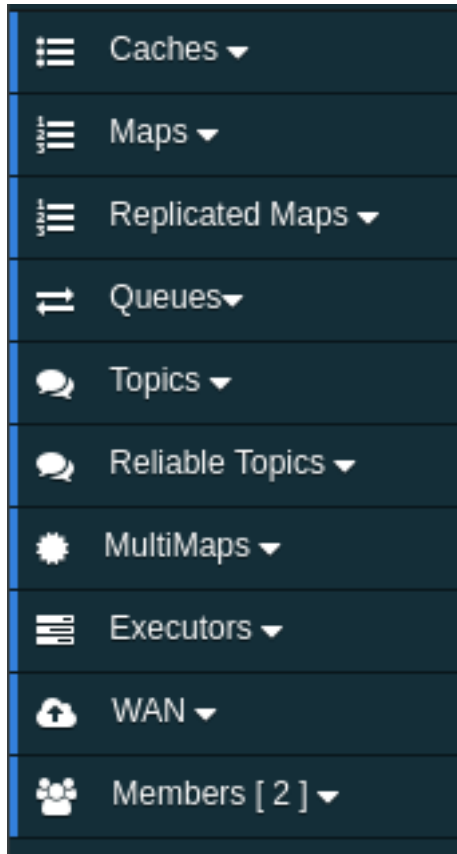 Caches
Maps
Replicated Maps
Queues
Topics
Reliable Topics
MultiMaps
Executors
WAN
Members [ 2 ]